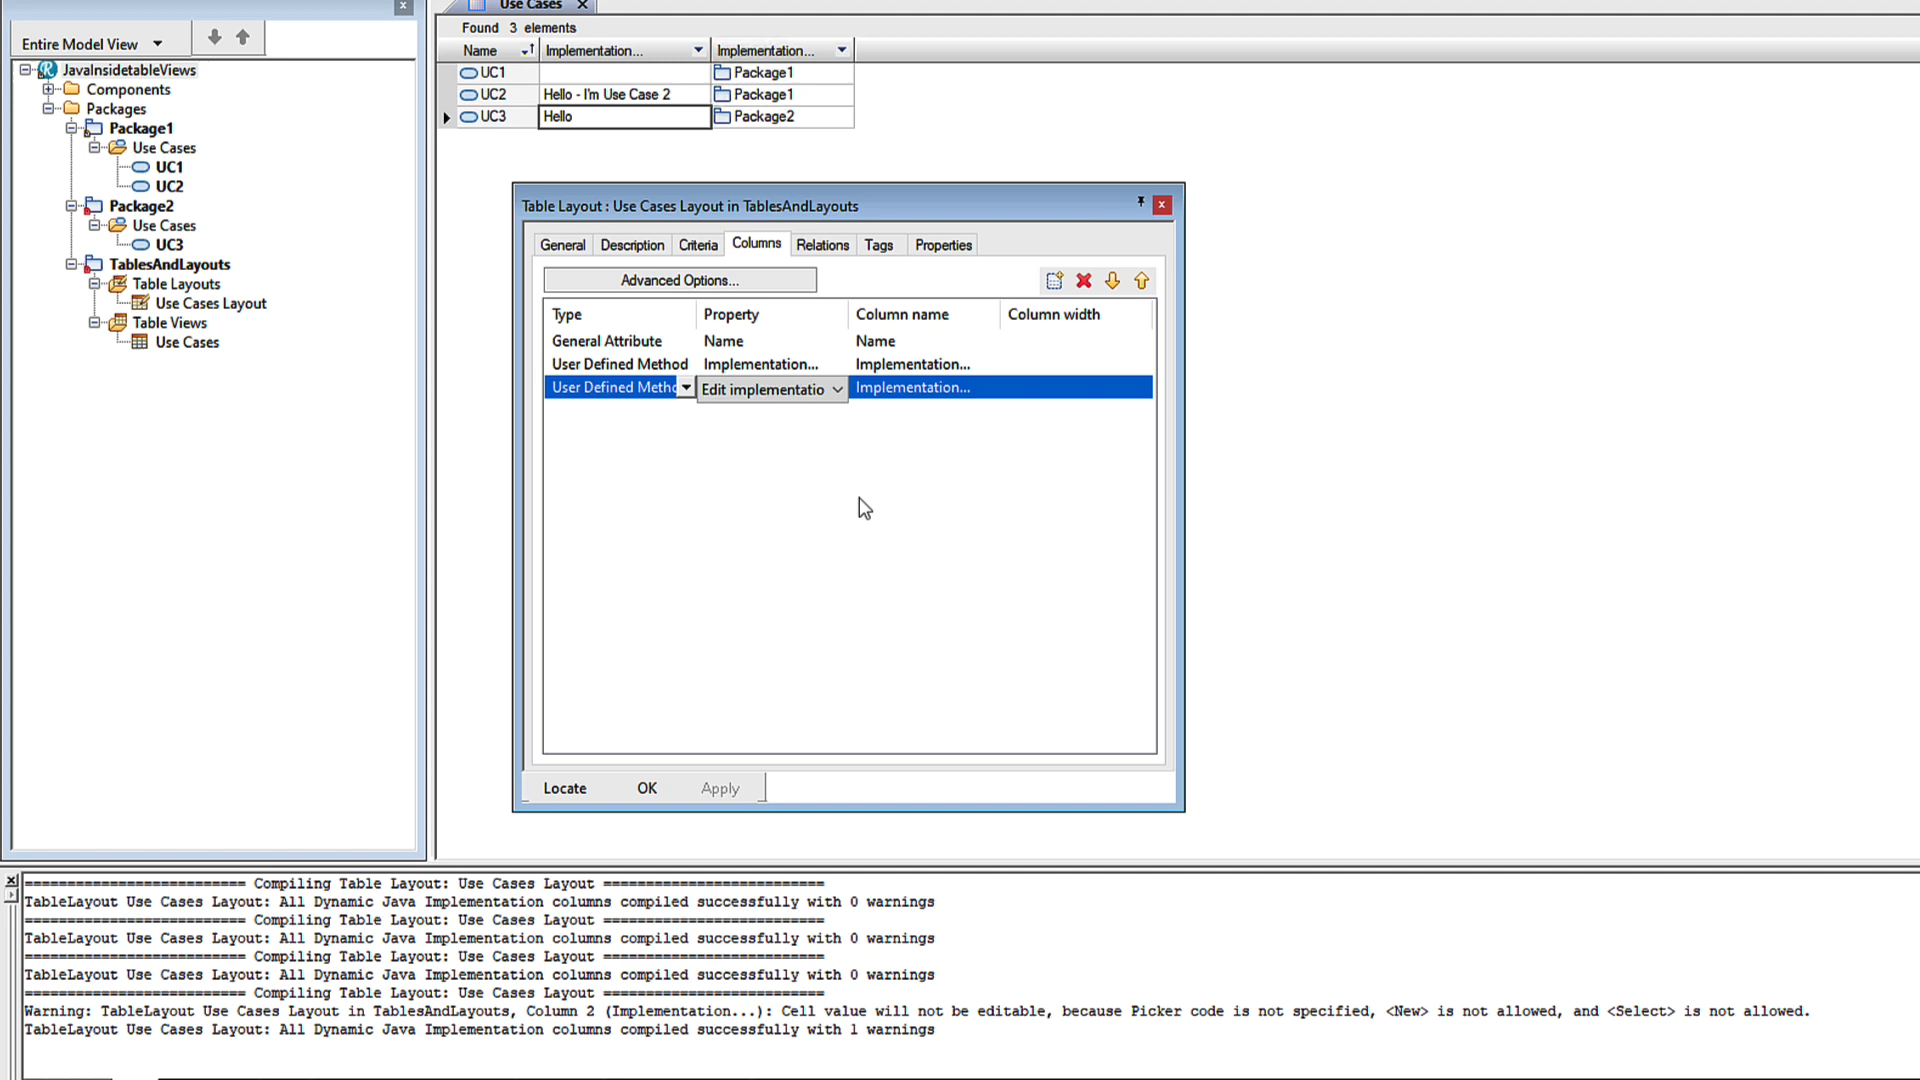 Entire Model View
JavaInsidetableViews
Components
Packages
Package1
Use Cases
UC1
UC2
Package2
Use Cases
UC3
TablesAndLayouts
Table Layouts
Use Cases Layout
Table Views
Use Cases
Use Cases
Found 3 elements
Name Implementation... Implementation...
UC1 Package1
UC2 Hello - I'm Use Case 2 Package1
UC3 Hello Package2
Table Layout : Use Cases Layout in TablesAndLayouts
General Description Criteria Columns Relations Tags Properties
Advanced Options...
Type Property Column name Column width
General Attribute Name Name
User Defined Method Implementation... Implementation...
User Defined Metho Edit implementatio Implementation...
Locate OK Apply
========================== Compiling Table Layout: Use Cases Layout ==========================
TableLayout Use Cases Layout: All Dynamic Java Implementation columns compiled successfully with 0 warnings
========================== Compiling Table Layout: Use Cases Layout ==========================
TableLayout Use Cases Layout: All Dynamic Java Implementation columns compiled successfully with 0 warnings
========================== Compiling Table Layout: Use Cases Layout ==========================
TableLayout Use Cases Layout: All Dynamic Java Implementation columns compiled successfully with 0 warnings
========================== Compiling Table Layout: Use Cases Layout ==========================
Warning: TableLayout Use Cases Layout in TablesAndLayouts, Column 2 (Implementation...): Cell value will not be editable, because Picker code is not specified, <New> is not allowed, and <Select> is not allowed.
TableLayout Use Cases Layout: All Dynamic Java Implementation columns compiled successfully with 1 warnings